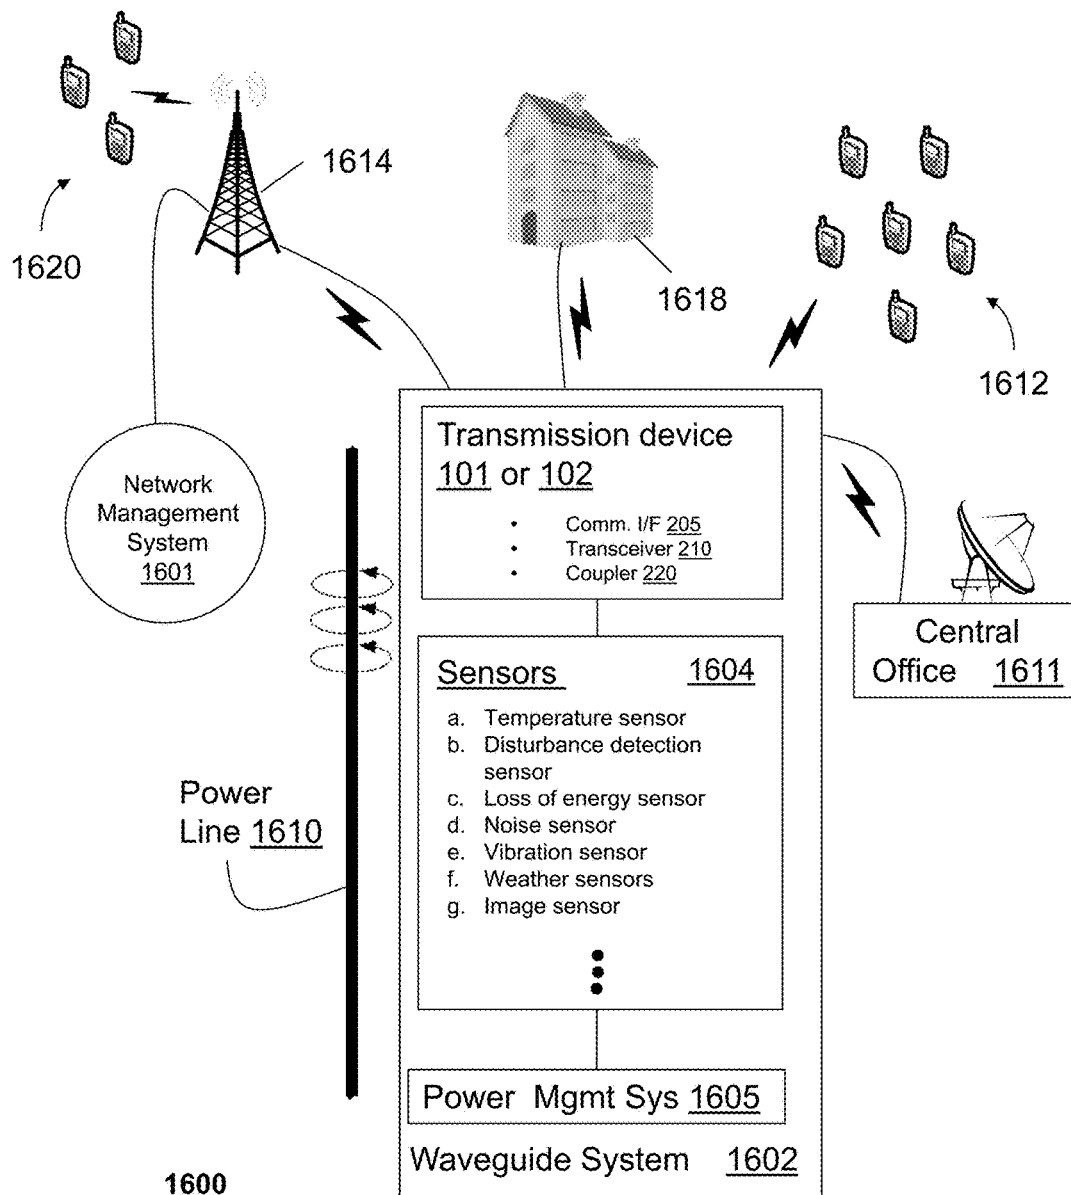 1614
1620
1618
1612
Network
Management
System
1601
Transmission device
101 or 102
• Comm. I/F 205
• Transceiver 210
• Coupler 220
Central
Office 1611
Sensors 1604
a. Temperature sensor
b. Disturbance detection
sensor
c. Loss of energy sensor
d. Noise sensor
e. Vibration sensor
f. Weather sensors
g. Image sensor
Power
Line 1610
Power Mgmt Sys 1605
Waveguide System 1602
1600